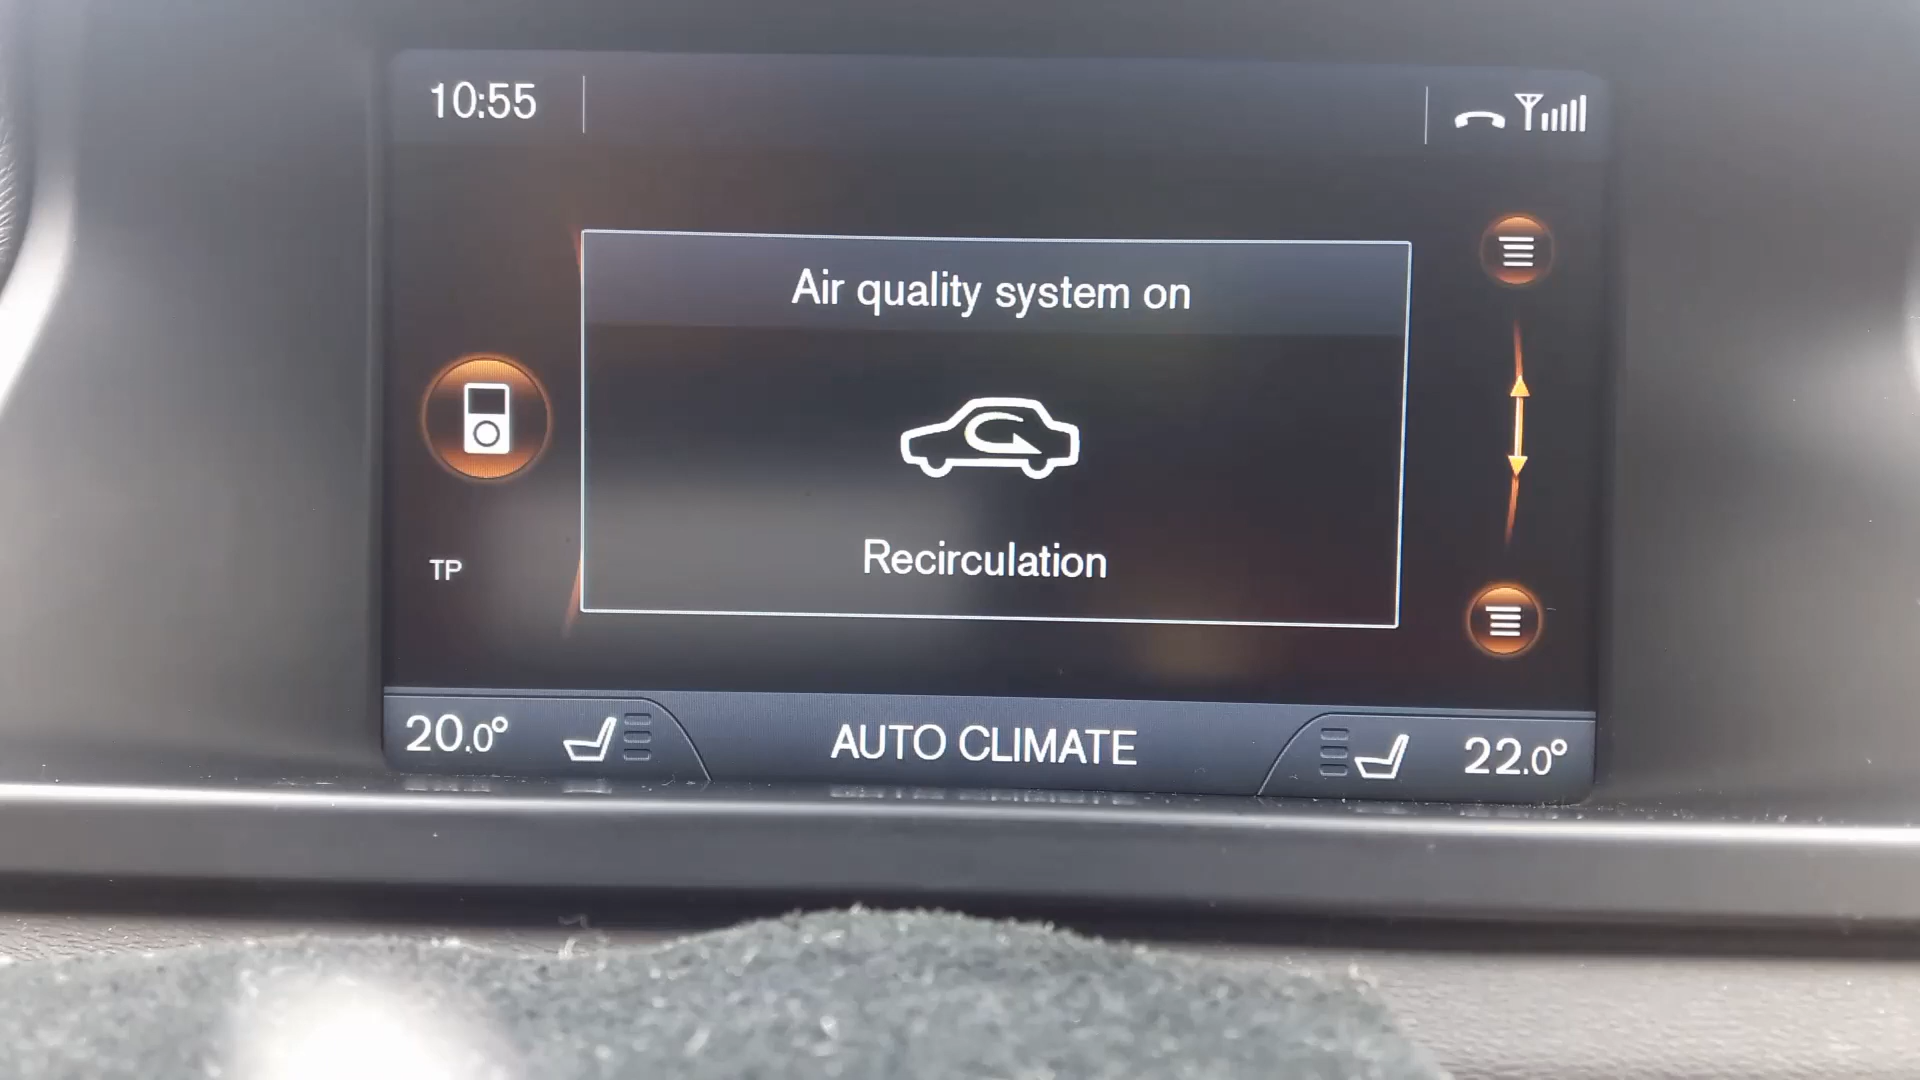 10:55
Air quality system on
Recirculation
TP
20.0°
AUTO CLIMATE
22.0°